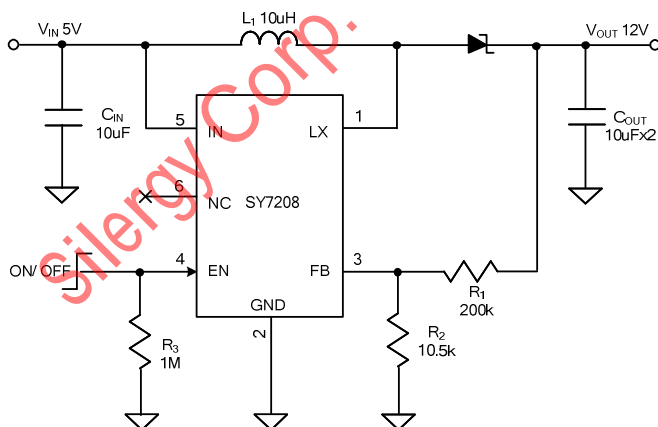 L1 10uH
VIN 5V
VOUT 12V
CIN
10uF
COUT
10uFx2
5
IN
LX
1
6
NC
SY7208
ON/OFF
4
EN
FB
3
R1
200k
GND
2
R2
10.5k
R3
1M
Silergy Corp.